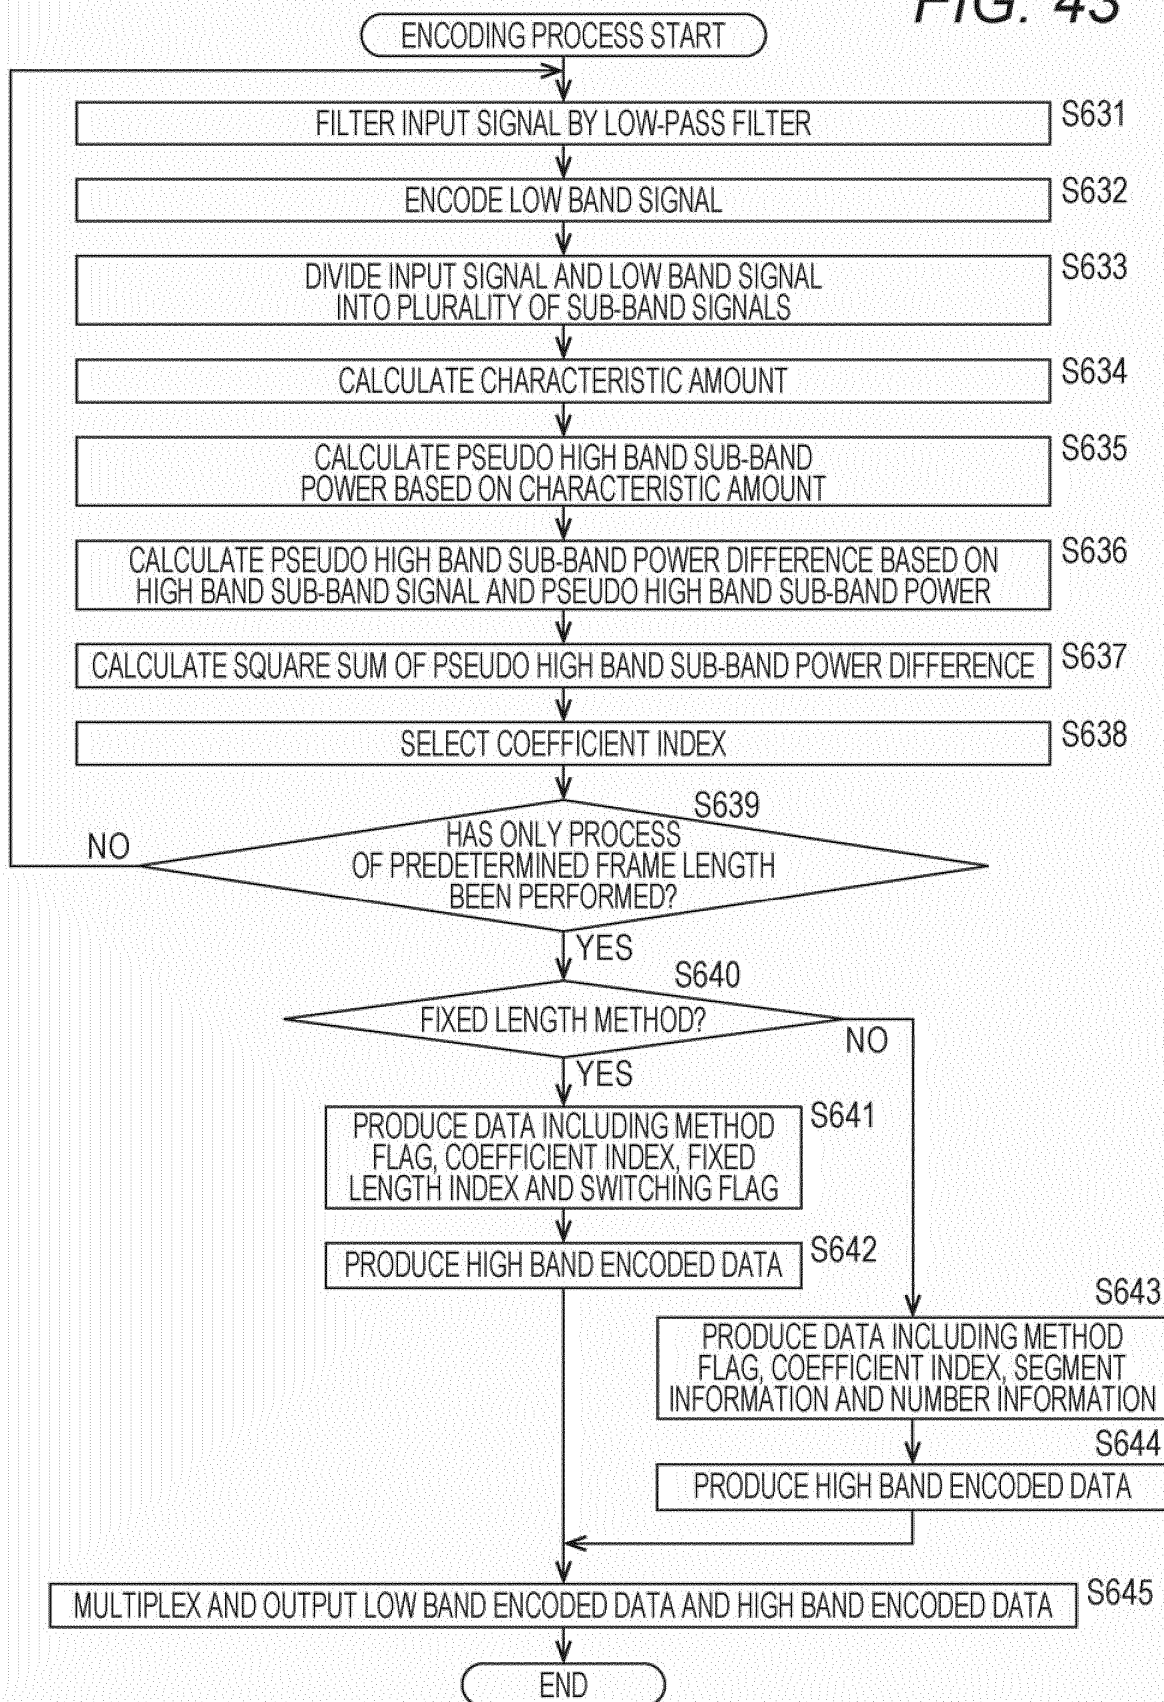 FIG. 43
ENCODING PROCESS START
FILTER INPUT SIGNAL BY LOW-PASS FILTER
S631
ENCODE LOW BAND SIGNAL
S632
DIVIDE INPUT SIGNAL AND LOW BAND SIGNAL
INTO PLURALITY OF SUB-BAND SIGNALS
S633
CALCULATE CHARACTERISTIC AMOUNT
S634
CALCULATE PSEUDO HIGH BAND SUB-BAND
POWER BASED ON CHARACTERISTIC AMOUNT
S635
CALCULATE PSEUDO HIGH BAND SUB-BAND POWER DIFFERENCE BASED ON
HIGH BAND SUB-BAND SIGNAL AND PSEUDO HIGH BAND SUB-BAND POWER
S636
CALCULATE SQUARE SUM OF PSEUDO HIGH BAND SUB-BAND POWER DIFFERENCE
S637
SELECT COEFFICIENT INDEX
S638
S639
HAS ONLY PROCESS
OF PREDETERMINED FRAME LENGTH
BEEN PERFORMED?
NO
YES
S640
FIXED LENGTH METHOD?
NO
YES
S641
PRODUCE DATA INCLUDING METHOD
FLAG, COEFFICIENT INDEX, FIXED
LENGTH INDEX AND SWITCHING FLAG
S642
PRODUCE HIGH BAND ENCODED DATA
S643
PRODUCE DATA INCLUDING METHOD
FLAG, COEFFICIENT INDEX, SEGMENT
INFORMATION AND NUMBER INFORMATION
S644
PRODUCE HIGH BAND ENCODED DATA
MULTIPLEX AND OUTPUT LOW BAND ENCODED DATA AND HIGH BAND ENCODED DATA
S645
END